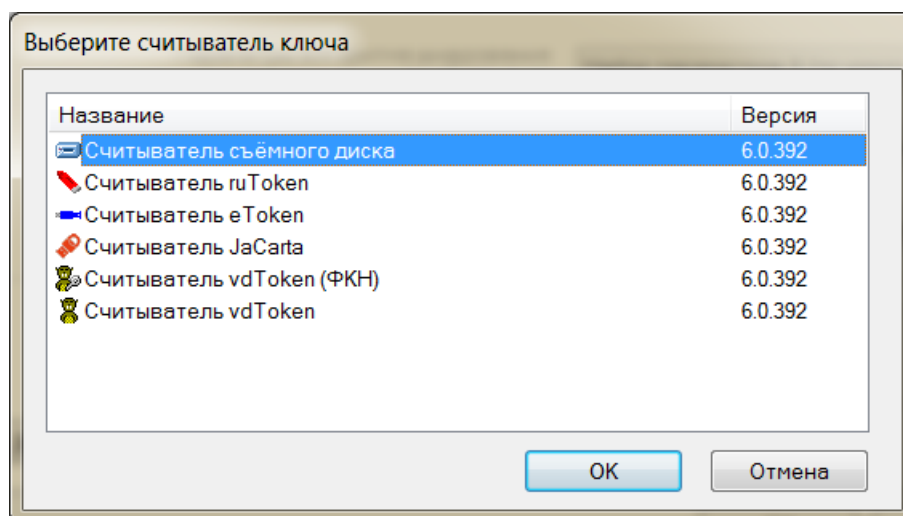 Выберите считыватель ключа
Название Версия
Считыватель съёмного диска 6.0.392
Считыватель ruToken 6.0.392
Считыватель eToken 6.0.392
Считыватель JaCarta 6.0.392
Считыватель vdToken (ФКН) 6.0.392
Считыватель vdToken 6.0.392
OK Отмена